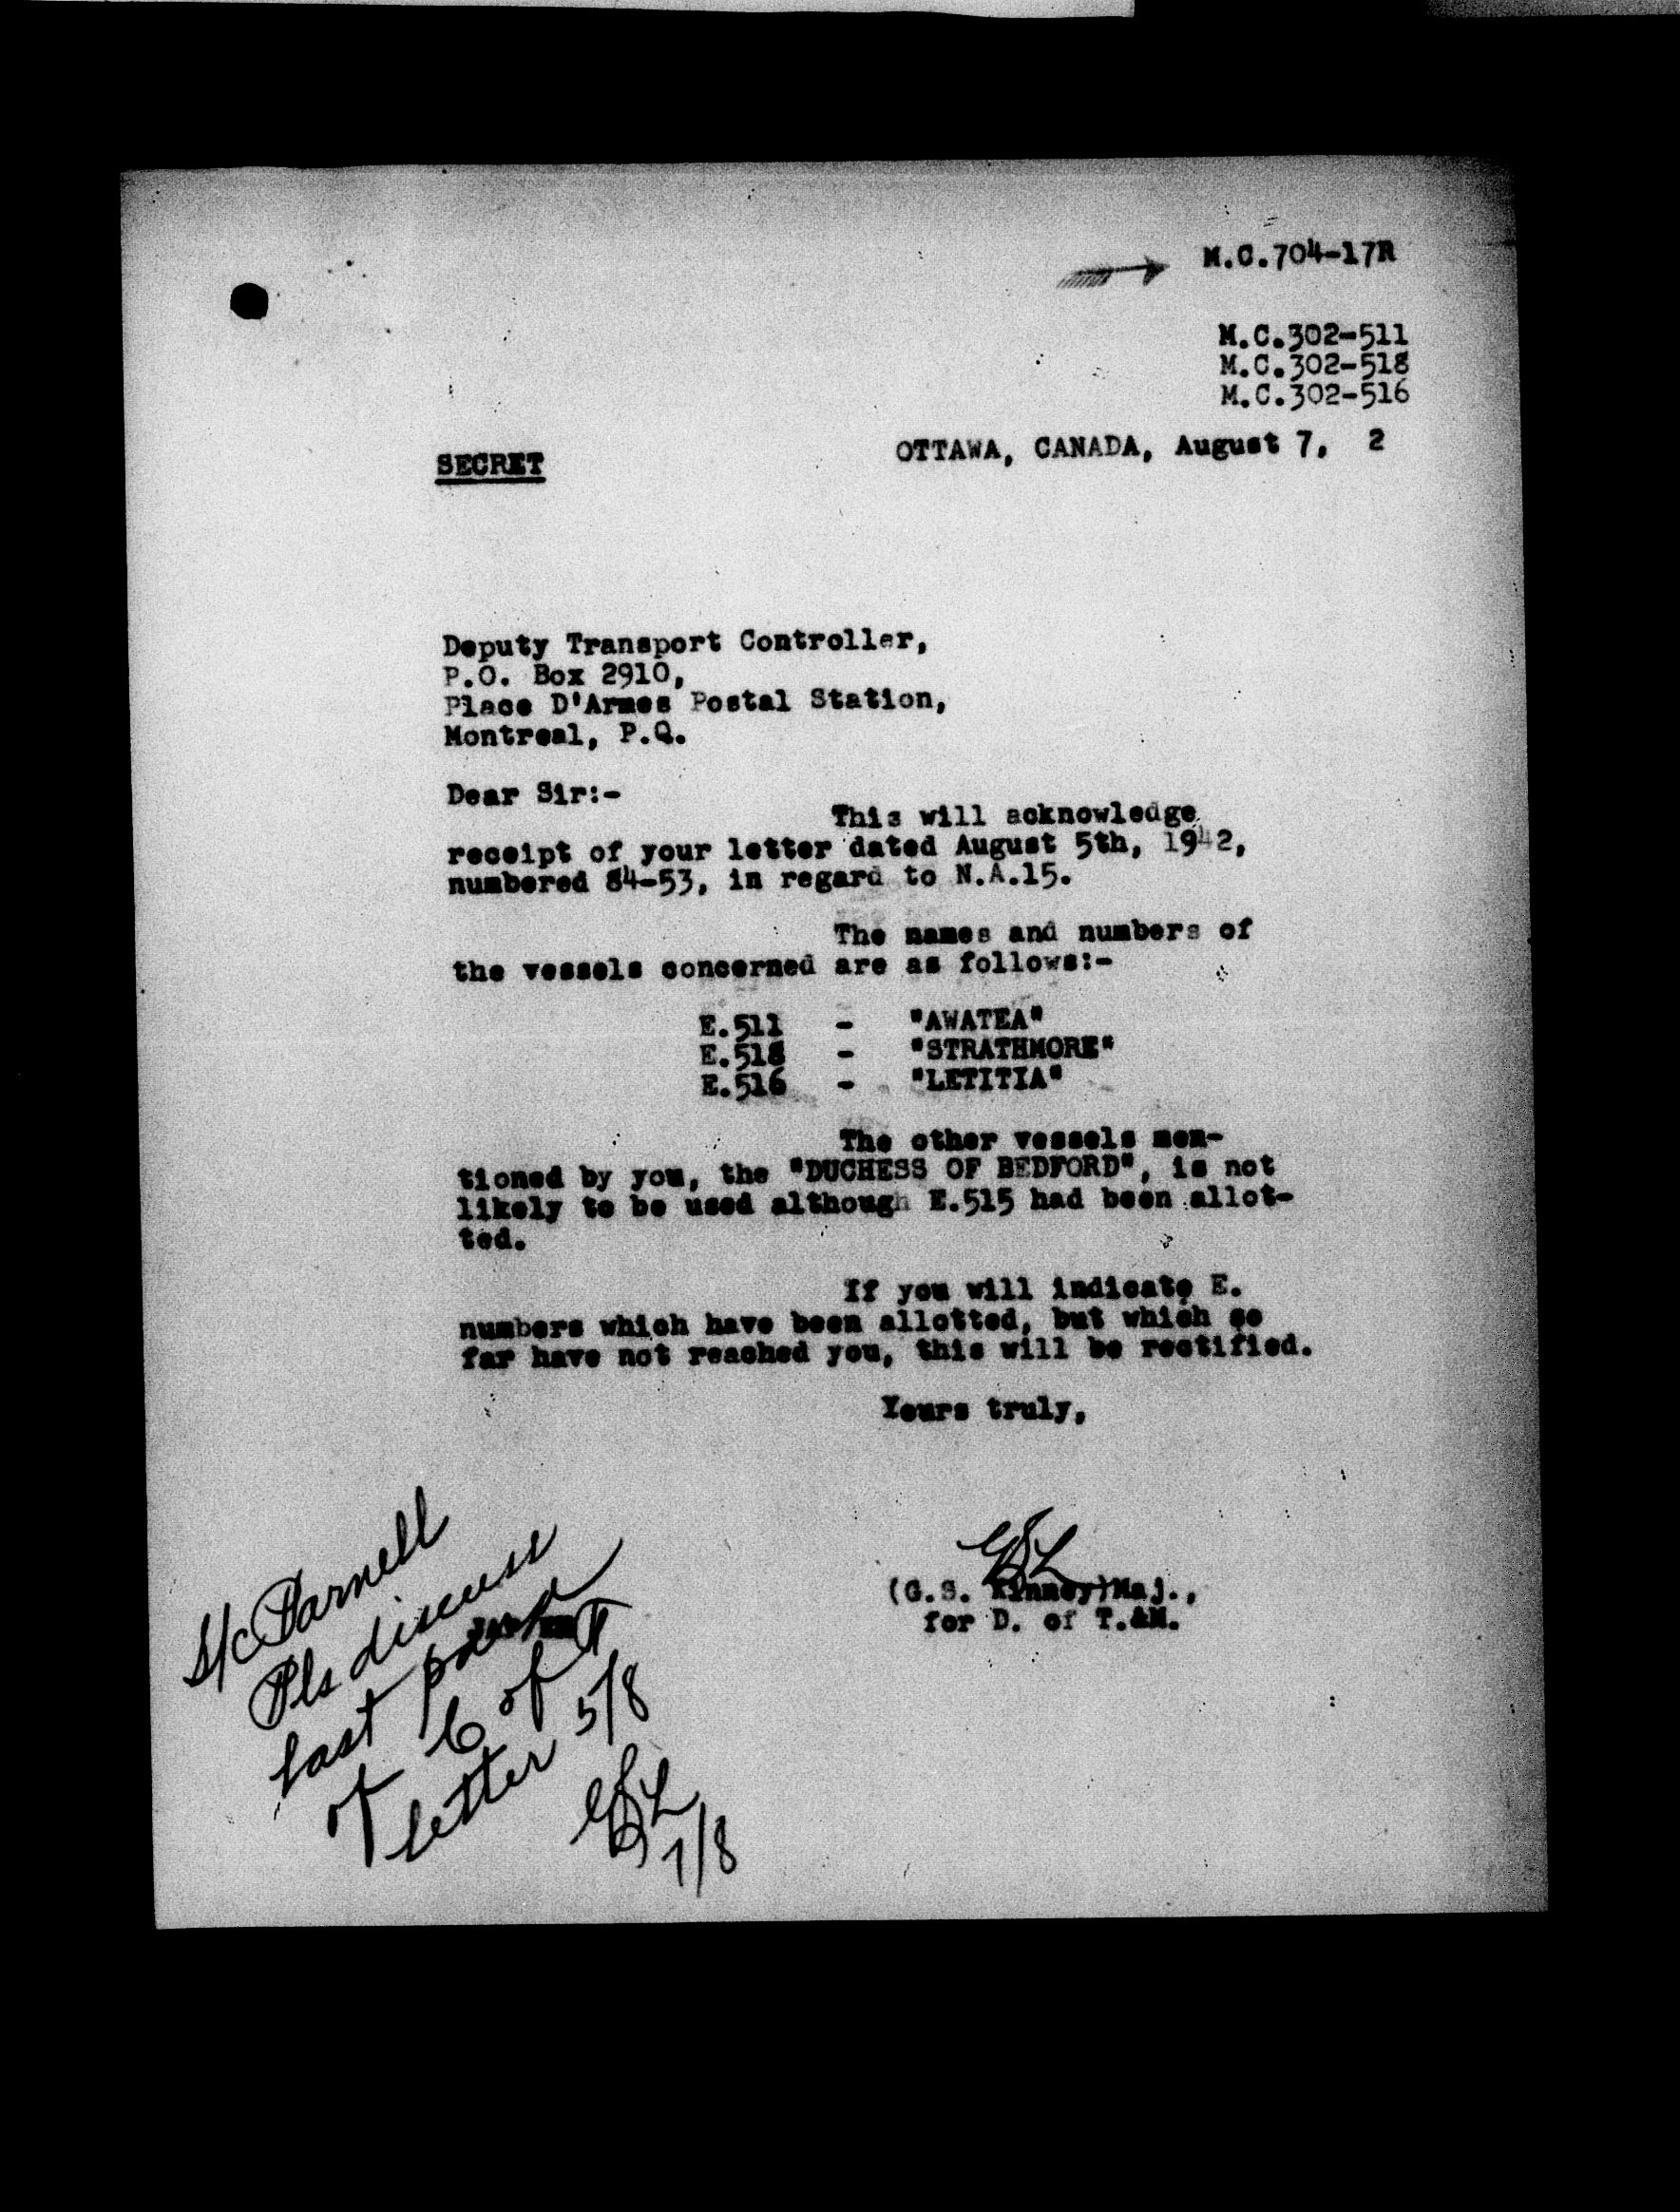 M.C.704-17R
M.C.302-511
M.C.302-518
M.C.302-516
SECRET
OTTAWA, CANADA, August 7, 2
Deputy Transport Controller,
P.O. Box 2910,
Place D'Armes Postal Station,
Montreal, P.Q.
Dear Sir:-
This will acknowledge
receipt of your letter dated August 5th, 1942,
numbered 84-53, in regard to N.A.15.
The names and numbers of
the vessels concerned are as follows:-
E.511 - "AWATEA"
E.518 - "STRATHMORE"
E.516 - "LETITIA"
The other vessels men-
tioned by you, the "DUCHESS OF BEDFORD", is not
likely to be used although E.515 had been allot-
ted.
If you will indicate E.
numbers which have been allotted, but which so
far have not reached you, this will be rectified.
Yours truly,
(G.S. Kinney)Maj.,
for D. of T.&M.
S/c Parnell
Pls discuss
last para
of 6 of T
letter 5/8
7/8